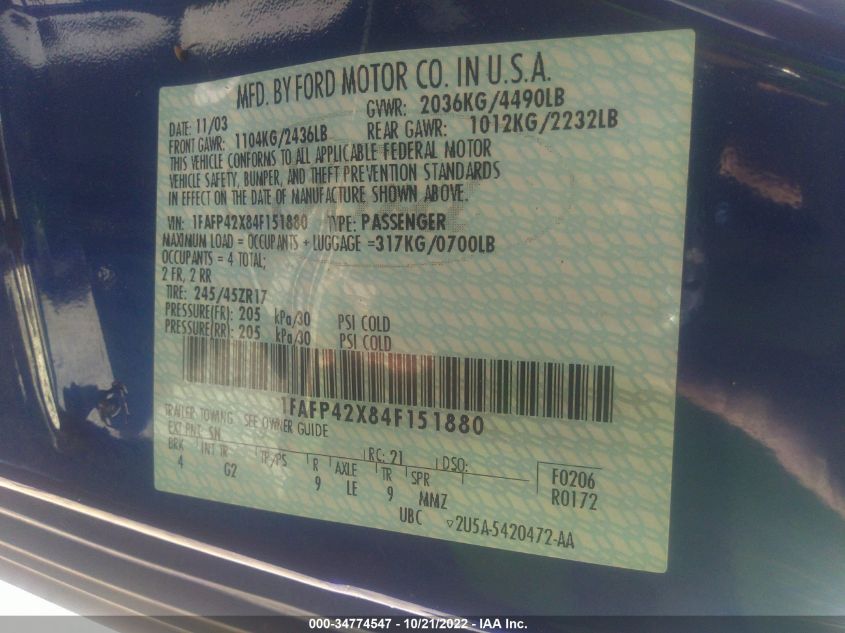 MFD. BY FORD MOTOR CO. IN U.S.A.
DATE: 11/03 GVWR: 2036KG/4490LB
FRONT GAWR: 1104KG/2436LB REAR GAWR: 1012KG/2232LB
THIS VEHICLE CONFORMS TO ALL APPLICABLE FEDERAL MOTOR
VEHICLE SAFETY, BUMPER, AND THEFT PREVENTION STANDARDS
IN EFFECT ON THE DATE OF MANUFACTURE SHOWN ABOVE.
VIN: 1FAFP42X84F151880 TYPE: PASSENGER
MAXIMUM LOAD = OCCUPANTS + LUGGAGE =317KG/0700LB
OCCUPANTS = 4 TOTAL;
2 FR, 2 RR
TIRE: 245/45ZR17
PRESSURE(FR): 205 kPa/30 PSI COLD
PRESSURE(RR): 205 kPa/30 PSI COLD
1FAFP42X84F151880
TRAILER TOWING - SEE OWNER GUIDE
EXT PNT: SN RC: 21 DSO:
BRK INT TR TP/PS R AXLE TR SPR F0206
4 G2 9 LE 9 MMZ R0172
UBC ▽2U5A-5420472-AA
000-34774547 - 10/21/2022 - IAA Inc.